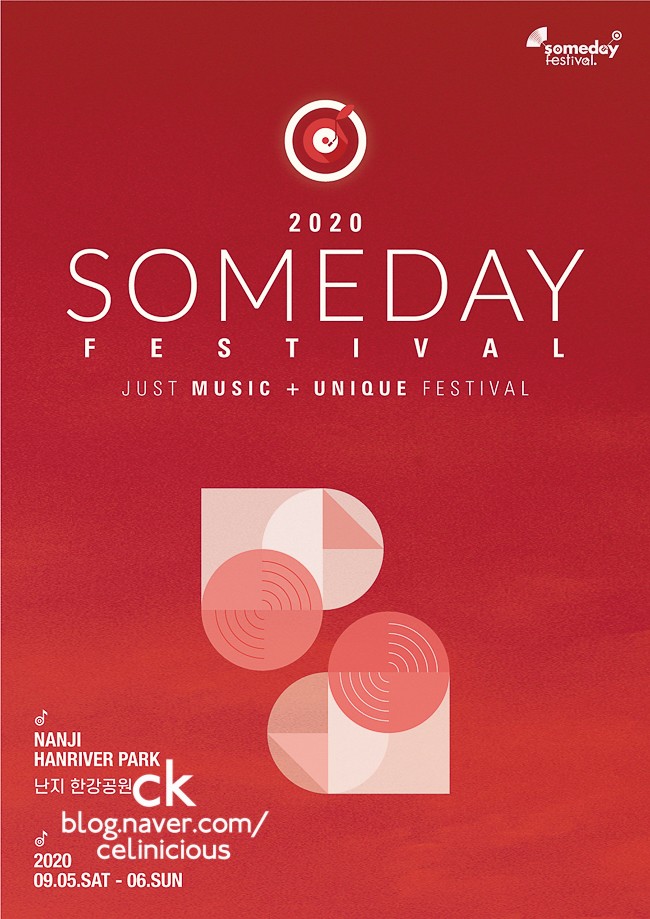 someday
festival.
2020
SOMEDAY
FESTIVAL
JUST MUSIC + UNIQUE FESTIVAL
NANJI
HANRIVER PARK
난지 한강공원
ck
blog.naver.com/
celinicious
2020
09.05.SAT - 06.SUN